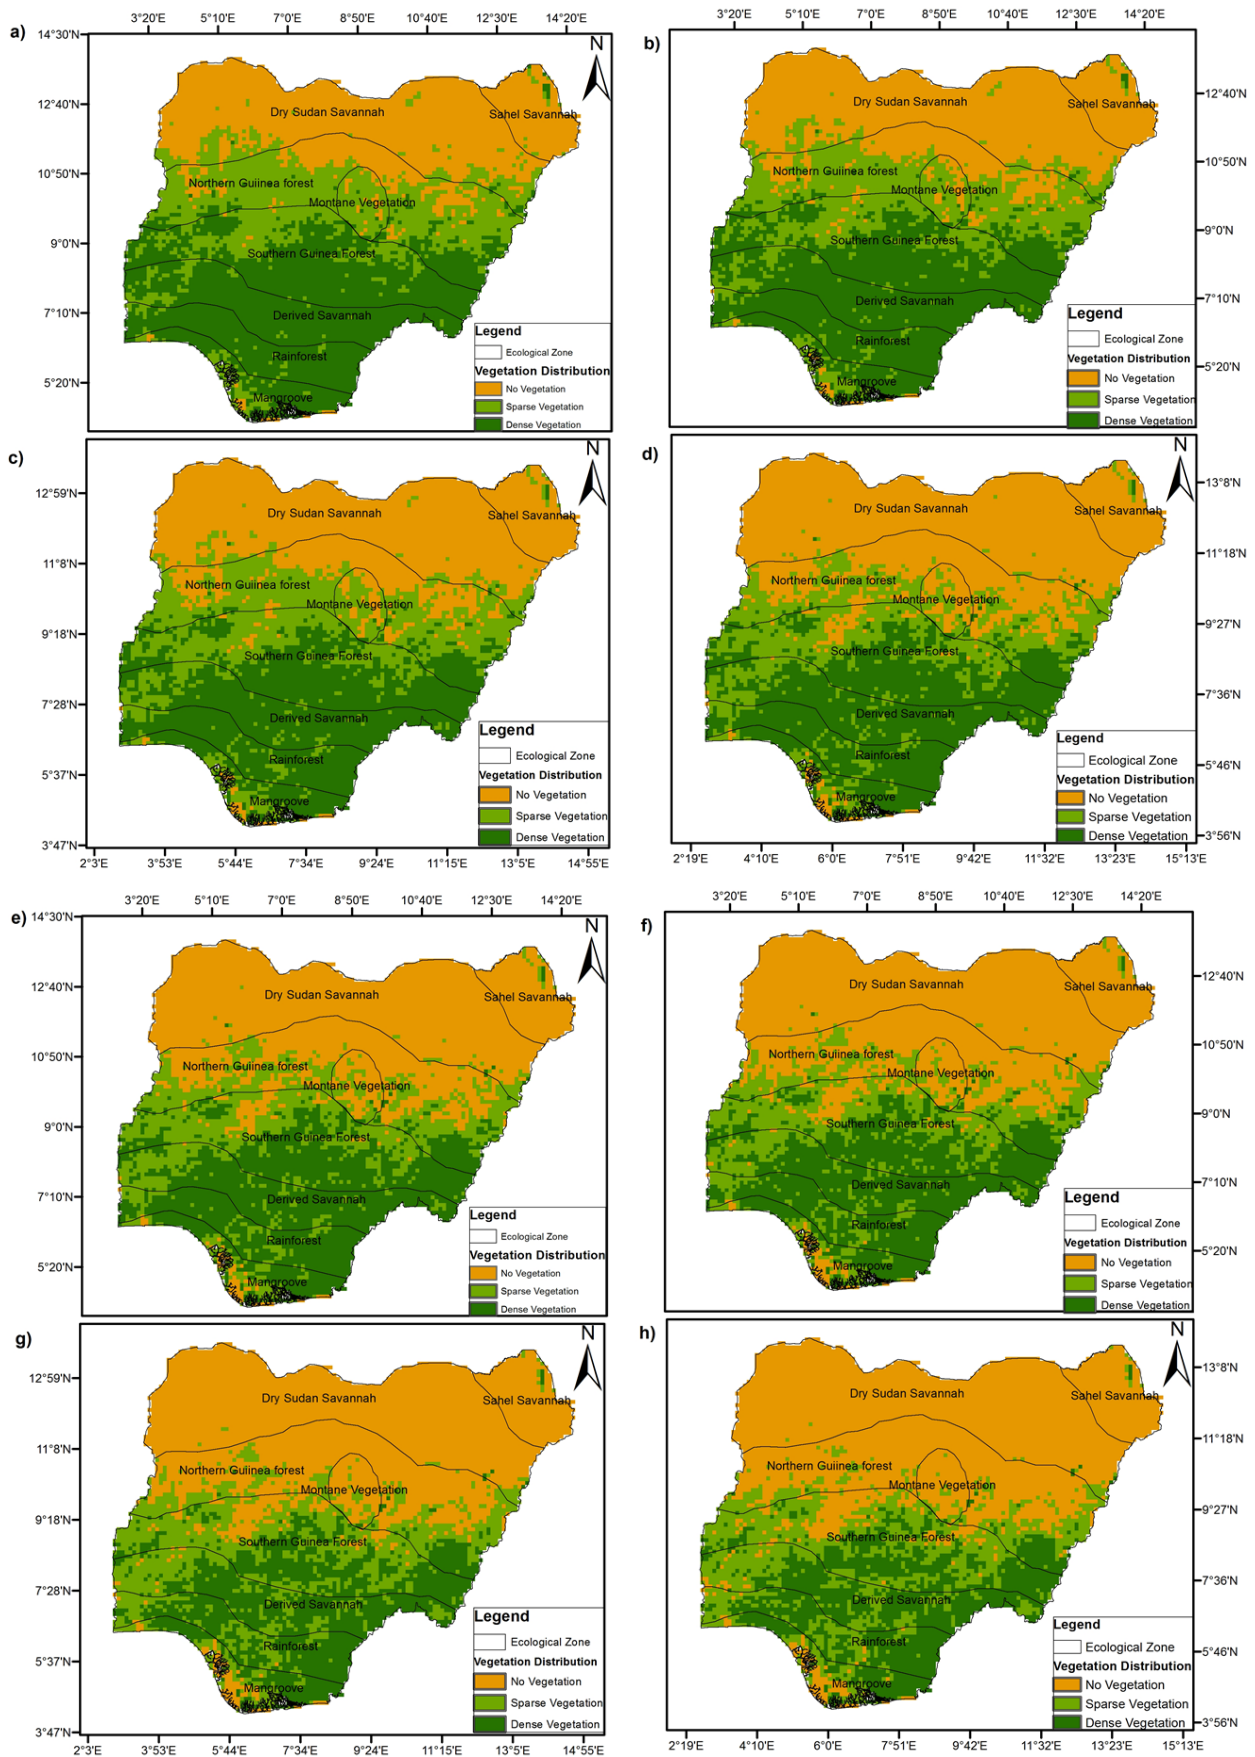 a)
3°20'E 5°10'E 7°0'E 8°50'E 10°40'E 12°30'E 14°20'E
14°30'N
12°40'N
10°50'N
9°0'N
7°10'N
5°20'N
N
Dry Sudan Savannah
Sahel Savannah
Northern Guiinea forest
Montane Vegetation
Southern Guinea Forest
Derived Savannah
Rainforest
Mangroove
Legend
Ecological Zone
Vegetation Distribution
No Vegetation
Sparse Vegetation
Dense Vegetation
b)
3°20'E 5°10'E 7°0'E 8°50'E 10°40'E 12°30'E 14°20'E
12°40'N
10°50'N
9°0'N
7°10'N
5°20'N
Dry Sudan Savannah
Sahel Savannah
Northern Guiinea forest
Montane Vegetation
Southern Guinea Forest
Derived Savannah
Rainforest
Mangroove
Legend
Ecological Zone
Vegetation Distribution
No Vegetation
Sparse Vegetation
Dense Vegetation
c)
12°59'N
11°8'N
9°18'N
7°28'N
5°37'N
3°47'N
N
Dry Sudan Savannah
Sahel Savannah
Northern Guiinea forest
Montane Vegetation
Southern Guinea Forest
Derived Savannah
Rainforest
Mangroove
Legend
Ecological Zone
Vegetation Distribution
No Vegetation
Sparse Vegetation
Dense Vegetation
2°3'E 3°53'E 5°44'E 7°34'E 9°24'E 11°15'E 13°5'E 14°55'E
d)
N
13°8'N
11°18'N
9°27'N
7°36'N
5°46'N
3°56'N
Dry Sudan Savannah
Sahel Savannah
Northern Guiinea forest
Montane Vegetation
Southern Guinea Forest
Derived Savannah
Rainforest
Mangroove
Legend
Ecological Zone
Vegetation Distribution
No Vegetation
Sparse Vegetation
Dense Vegetation
2°19'E 4°10'E 6°0'E 7°51'E 9°42'E 11°32'E 13°23'E 15°13'E
e)
3°20'E 5°10'E 7°0'E 8°50'E 10°40'E 12°30'E 14°20'E
14°30'N
12°40'N
10°50'N
9°0'N
7°10'N
5°20'N
N
Dry Sudan Savannah
Sahel Savannah
Northern Guiinea forest
Montane Vegetation
Southern Guinea Forest
Derived Savannah
Rainforest
Mangroove
Legend
Ecological Zone
Vegetation Distribution
No Vegetation
Sparse Vegetation
Dense Vegetation
f)
3°20'E 5°10'E 7°0'E 8°50'E 10°40'E 12°30'E 14°20'E
12°40'N
10°50'N
9°0'N
7°10'N
5°20'N
Dry Sudan Savannah
Sahel Savannah
Northern Guiinea forest
Montane Vegetation
Southern Guinea Forest
Derived Savannah
Rainforest
Mangroove
Legend
Ecological Zone
Vegetation Distribution
No Vegetation
Sparse Vegetation
Dense Vegetation
g)
12°59'N
11°8'N
9°18'N
7°28'N
5°37'N
3°47'N
N
Dry Sudan Savannah
Sahel Savannah
Northern Guiinea forest
Montane Vegetation
Southern Guinea Forest
Derived Savannah
Rainforest
Mangroove
Legend
Ecological Zone
Vegetation Distribution
No Vegetation
Sparse Vegetation
Dense Vegetation
2°3'E 3°53'E 5°44'E 7°34'E 9°24'E 11°15'E 13°5'E 14°55'E
h)
N
13°8'N
11°18'N
9°27'N
7°36'N
5°46'N
3°56'N
Dry Sudan Savannah
Sahel Savannah
Northern Guiinea forest
Montane Vegetation
Southern Guinea Forest
Derived Savannah
Rainforest
Mangroove
Legend
Ecological Zone
Vegetation Distribution
No Vegetation
Sparse Vegetation
Dense Vegetation
2°19'E 4°10'E 6°0'E 7°51'E 9°42'E 11°32'E 13°23'E 15°13'E